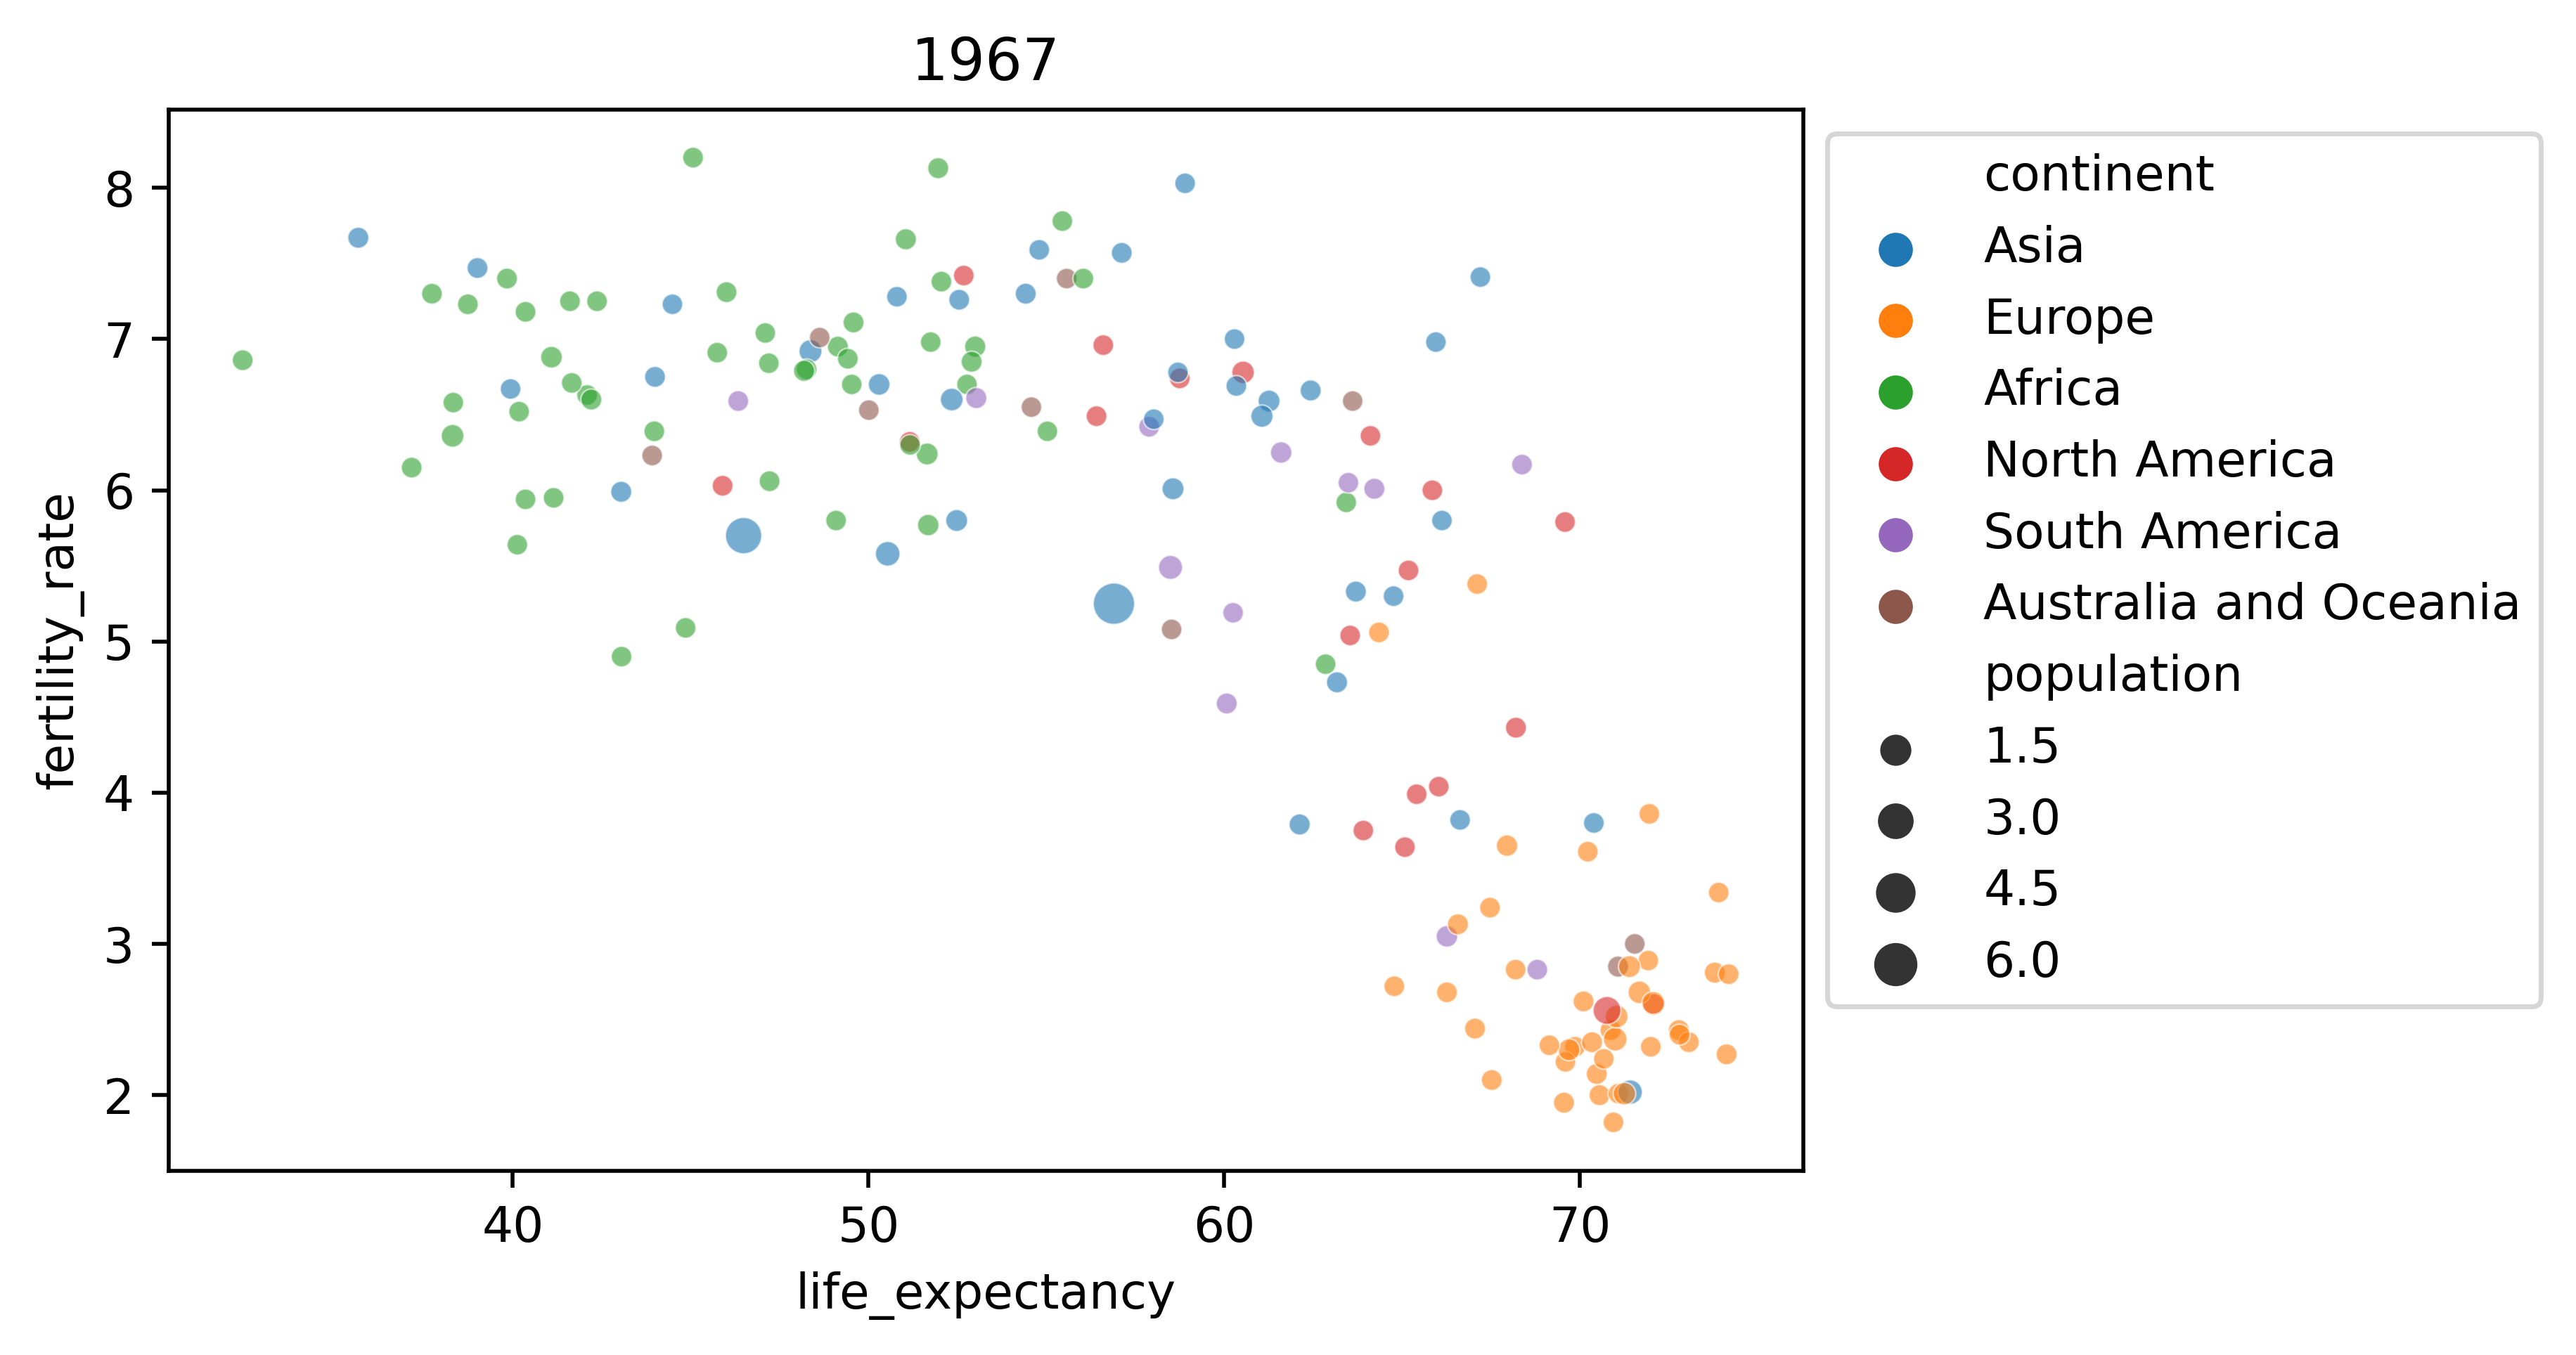 1967
8
7
6
5
4
3
2
fertility_rate
40 50 60 70
life_expectancy
continent
Asia
Europe
Africa
North America
South America
Australia and Oceania
population
1.5
3.0
4.5
6.0